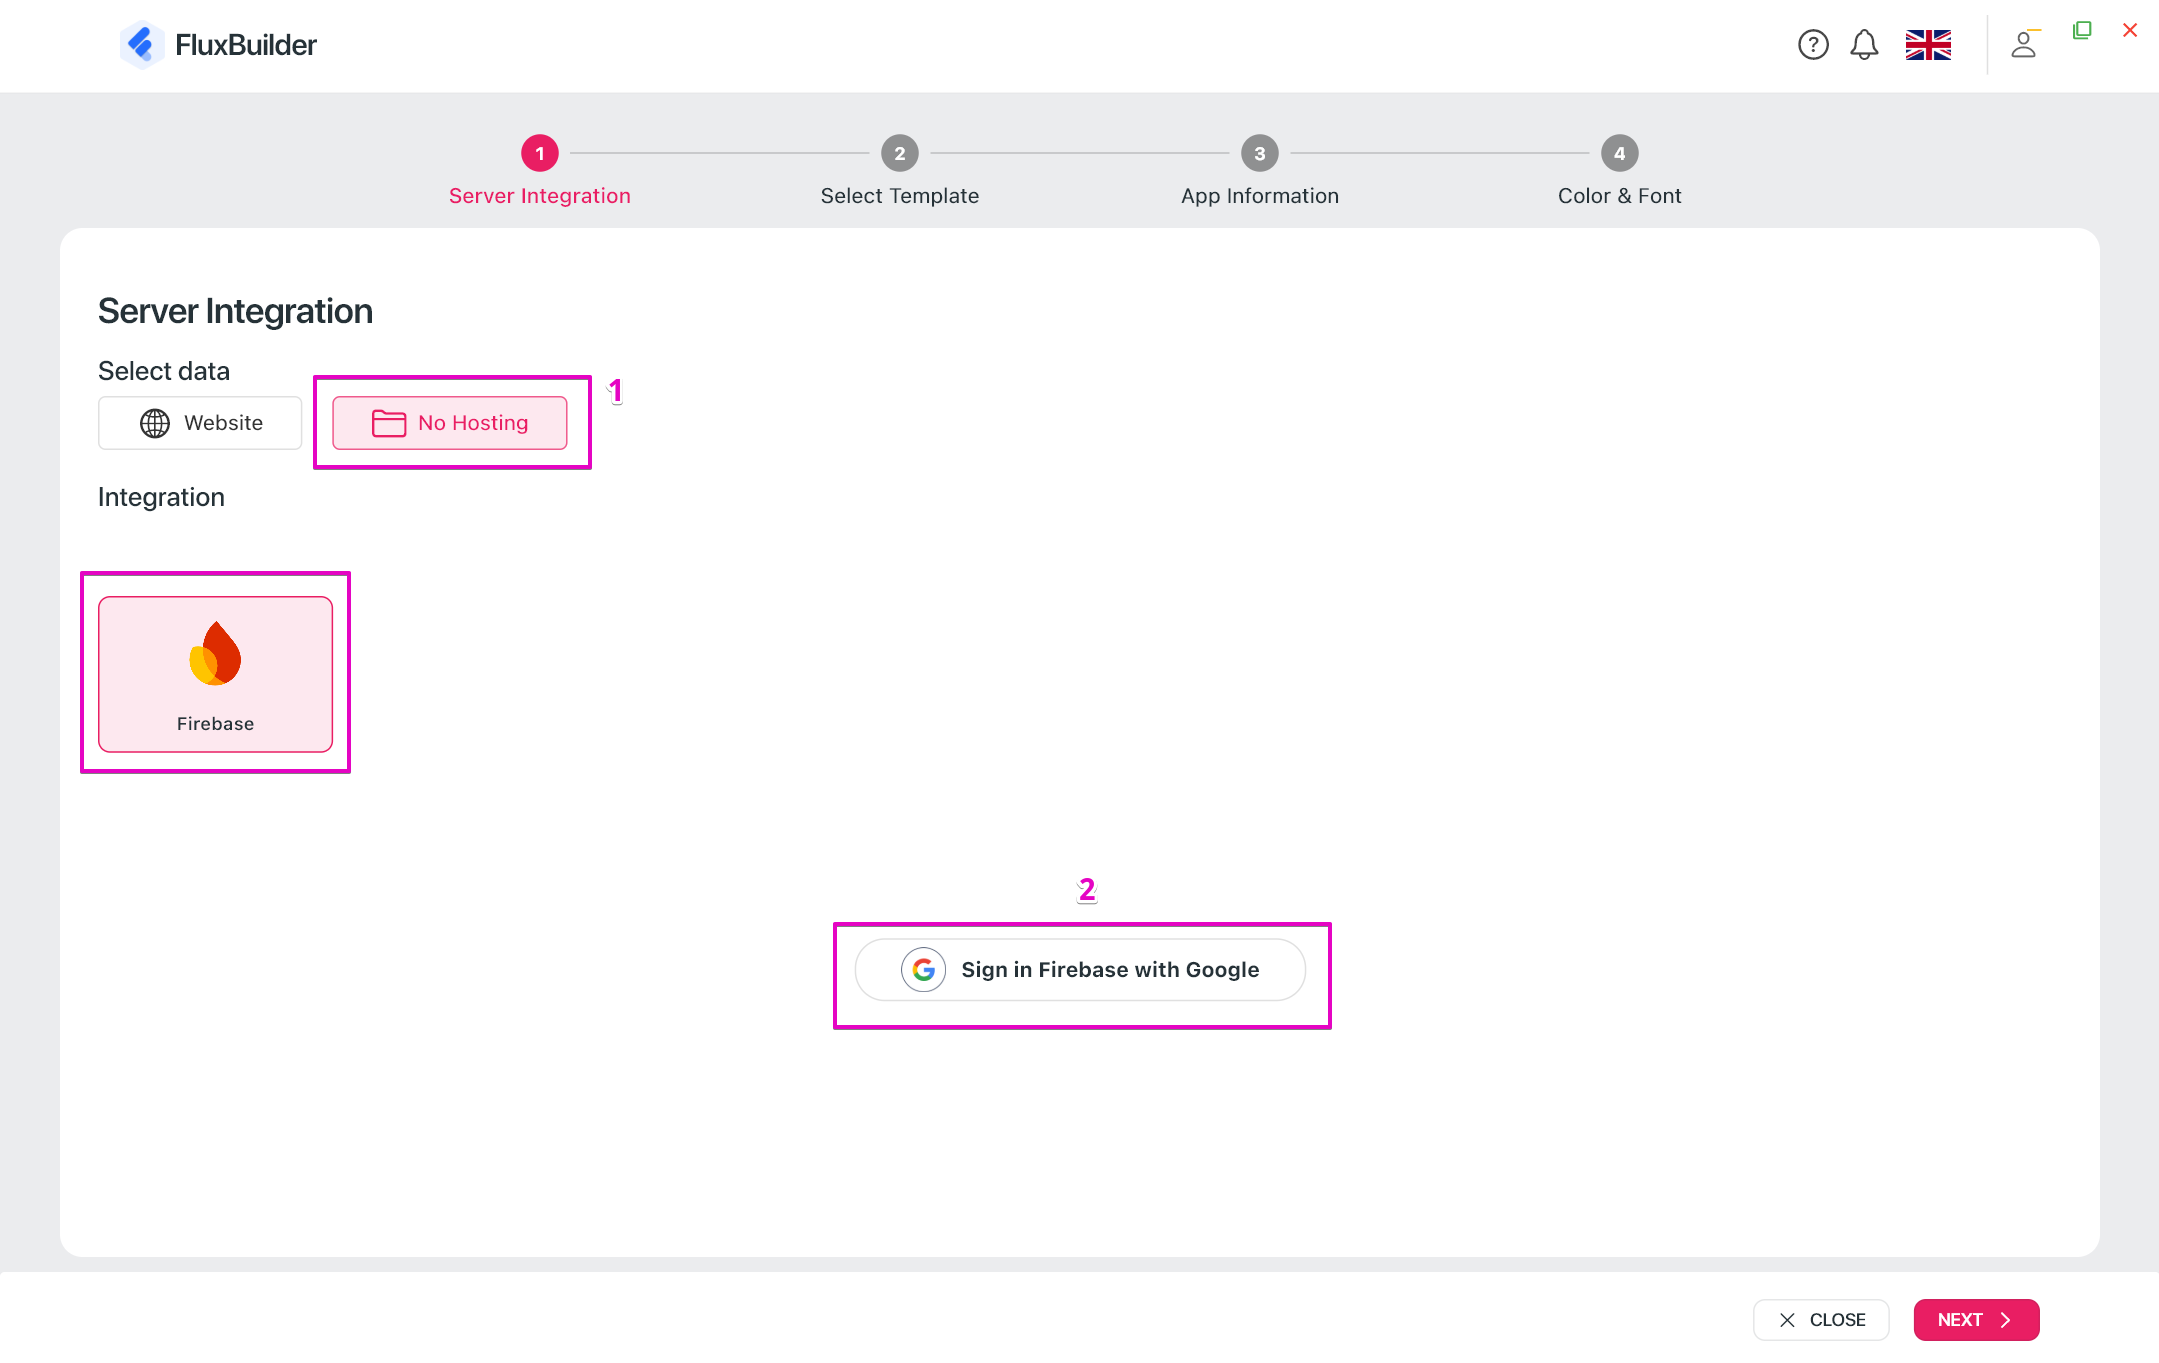 FluxBuilder
?
1
2
3
4
Server Integration
Select Template
App Information
Color & Font
Server Integration
Select data
Website
No Hosting
1
Integration
Firebase
2
G
Sign in Firebase with Google
CLOSE
NEXT